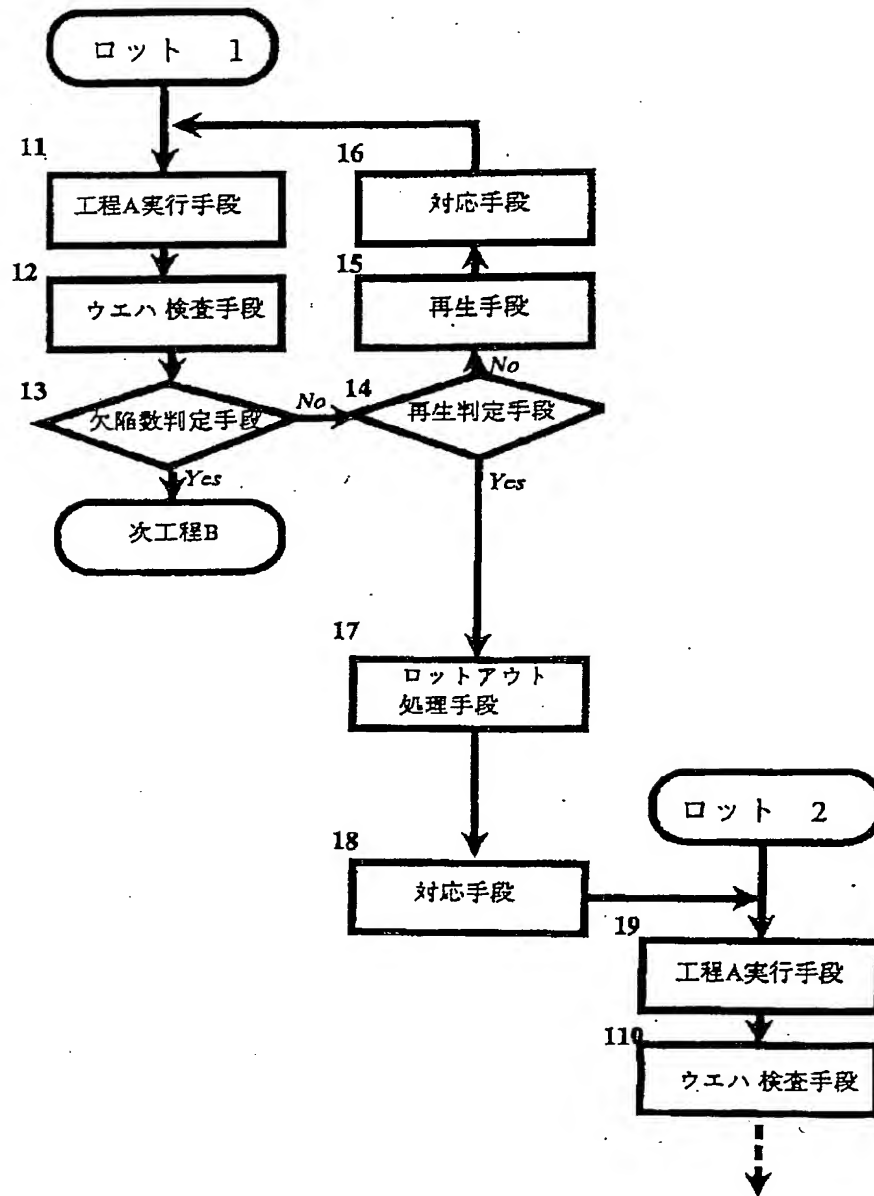 ロット 1
11
工程A実行手段
16
対応手段
12
ウエハ 検査手段
15
再生手段
13
欠陥数判定手段
No
14
再生判定手段
No
Yes
Yes
次工程B
17
ロットアウト
処理手段
ロット 2
18
対応手段
19
工程A実行手段
110
ウエハ 検査手段